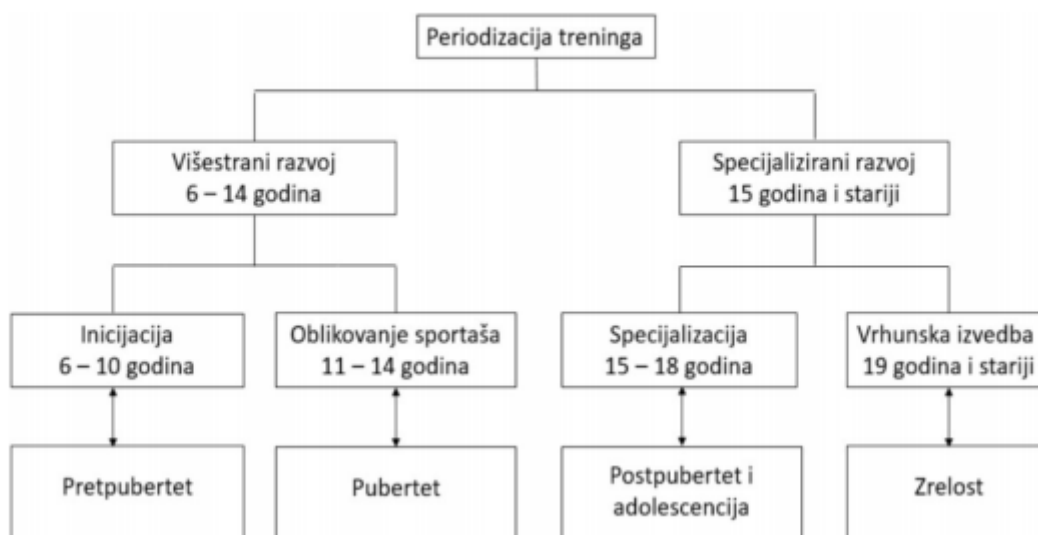 Periodizacija treninga
Višestrani razvoj
6 – 14 godina
Specijalizirani razvoj
15 godina i stariji
Inicijacija
6 – 10 godina
Oblikovanje sportaša
11 – 14 godina
Specijalizacija
15 – 18 godina
Vrhunska izvedba
19 godina i stariji
Pretpubertet
Pubertet
Postpubertet i
adolescencija
Zrelost